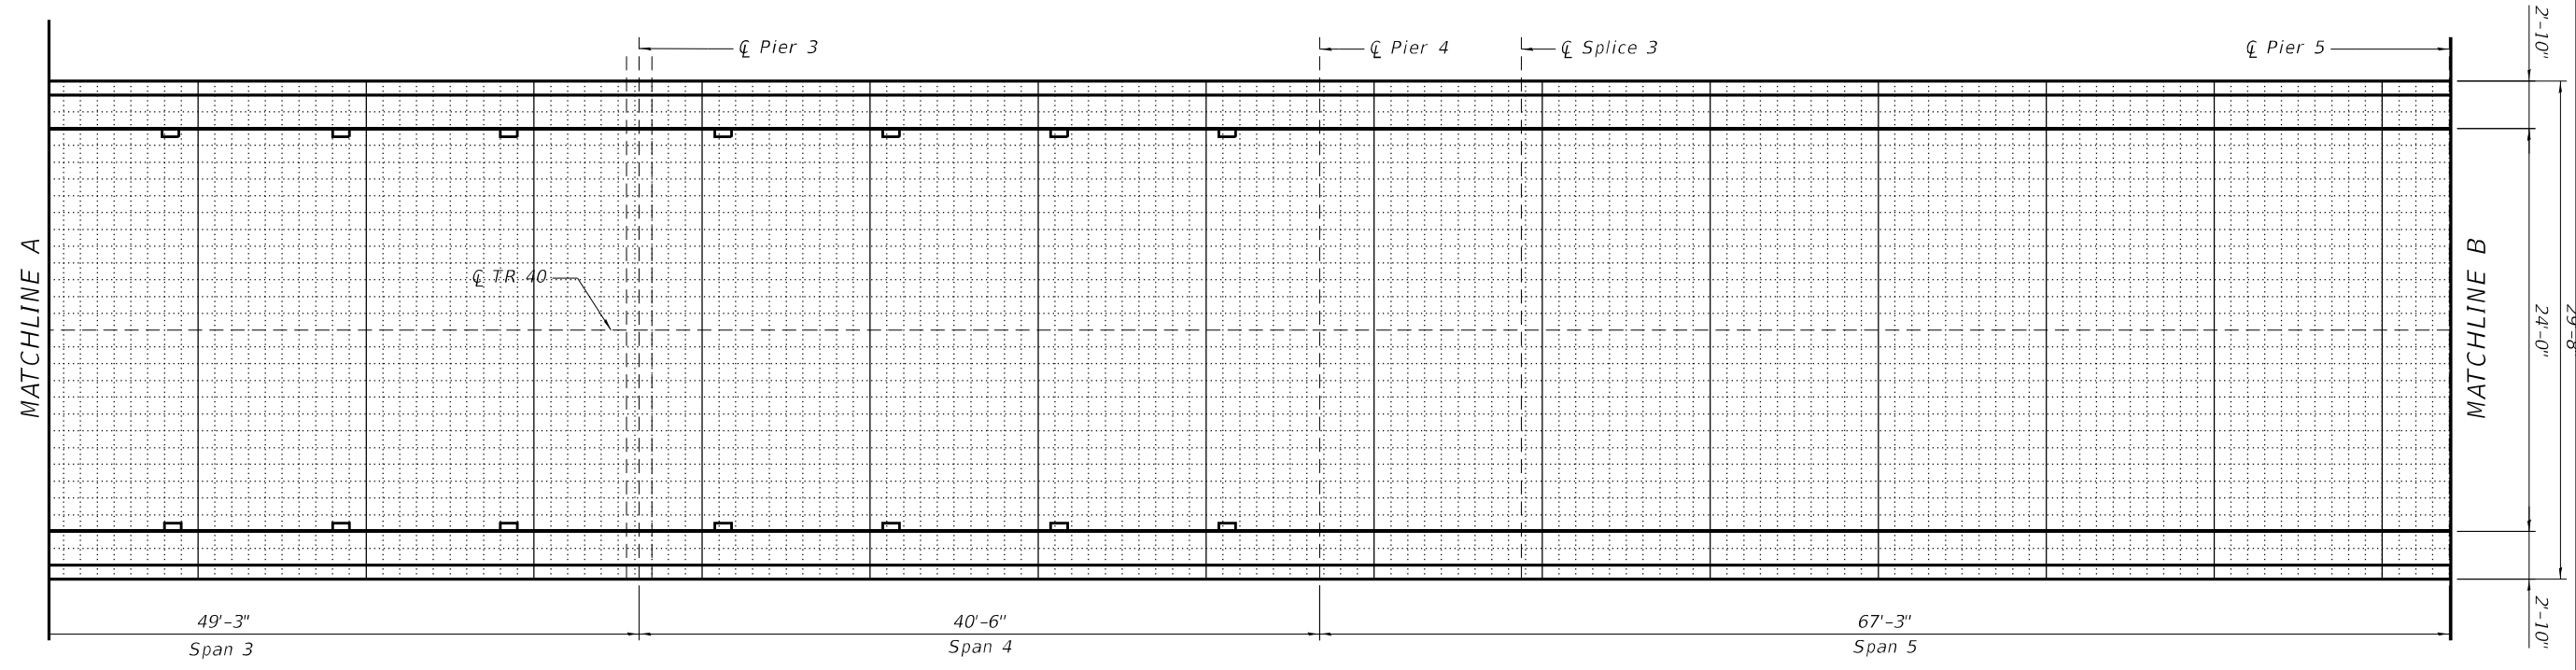 ℄ Pier 3
℄ Pier 4
℄ Splice 3
℄ Pier 5
2'-10"
MATCHLINE A
℄ TR 40
MATCHLINE B
24'-0"
29'-8
2'-10"
49'-3"
Span 3
40'-6"
Span 4
67'-3"
Span 5